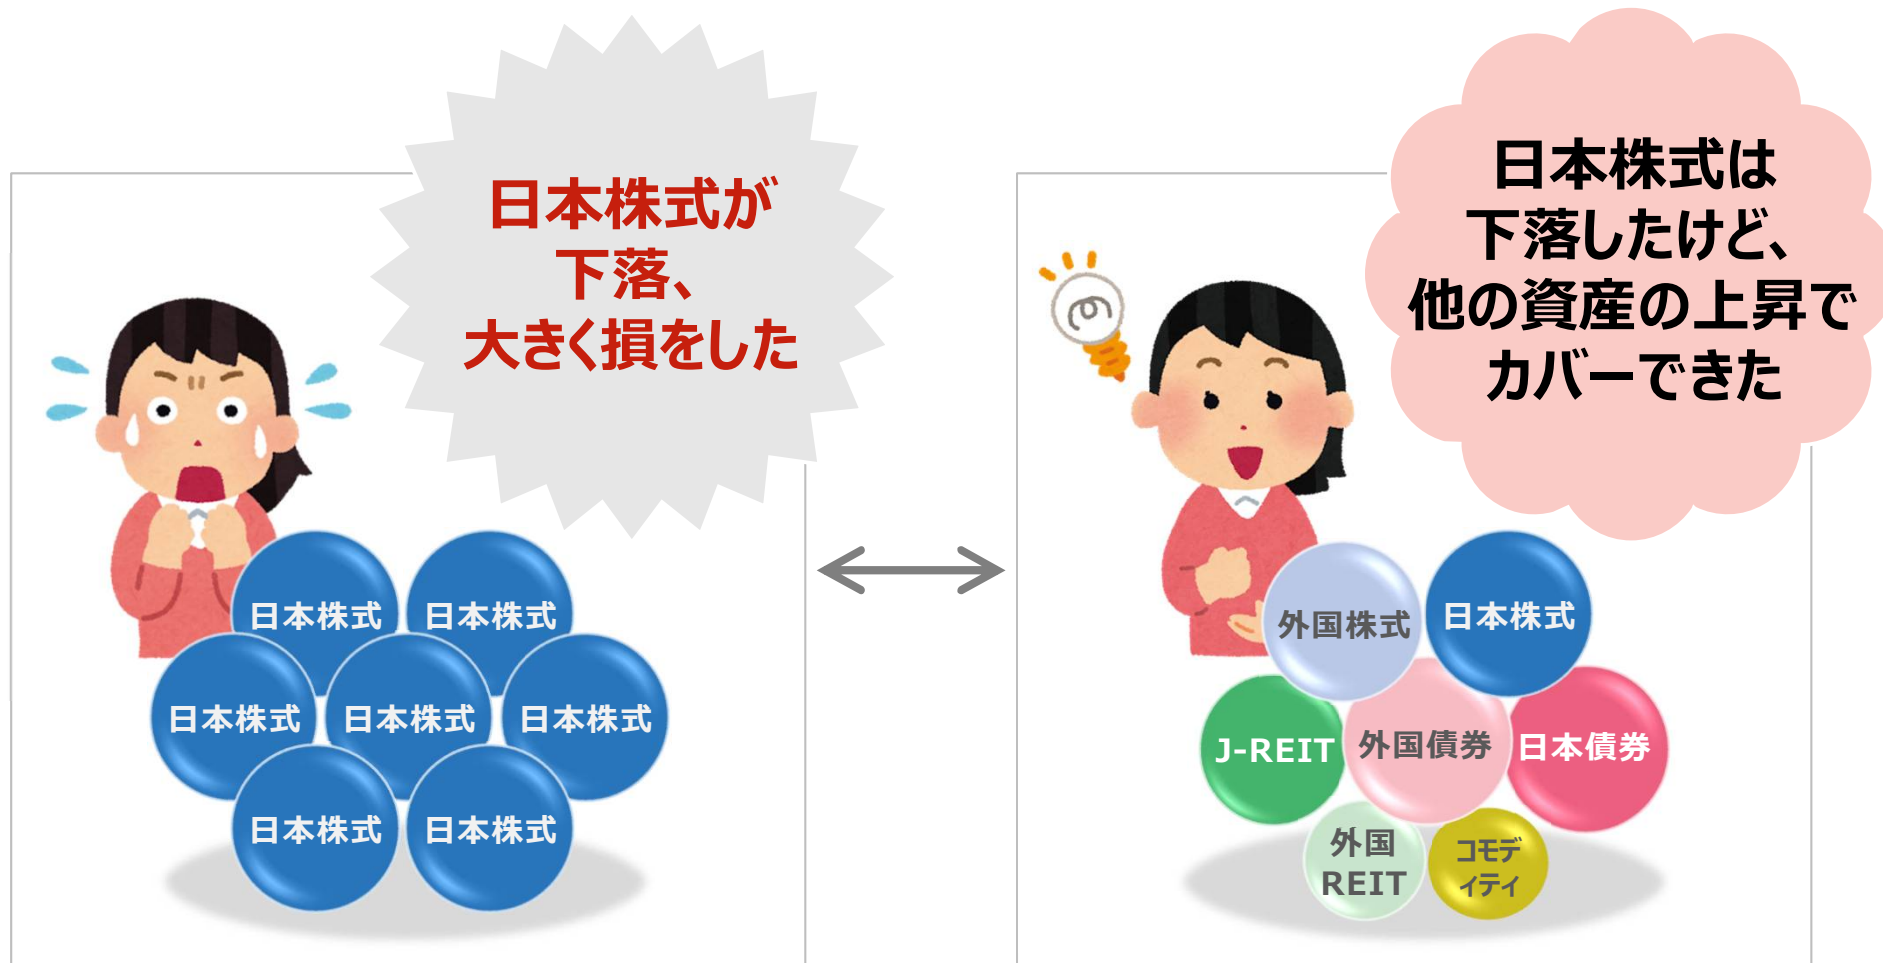 日本株式が
下落、
大きく損をした
日本株式
日本株式
日本株式
日本株式
日本株式
日本株式
日本株式
日本株式は
下落したけど、
他の資産の上昇で
カバーできた
外国株式
日本株式
J-REIT
外国債券
日本債券
外国
REIT
コモデ
ィティ